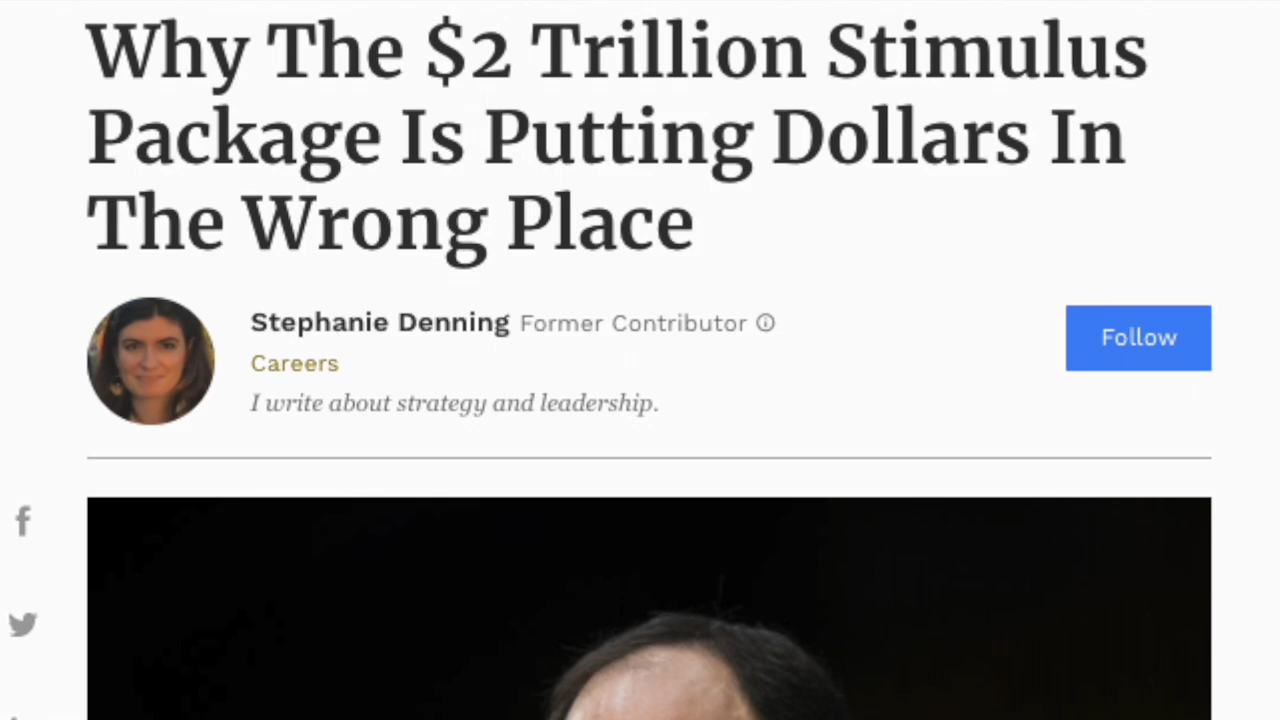 Why The $2 Trillion Stimulus
Package Is Putting Dollars In
The Wrong Place
Stephanie Denning Former Contributor
Follow
Careers
I write about strategy and leadership.